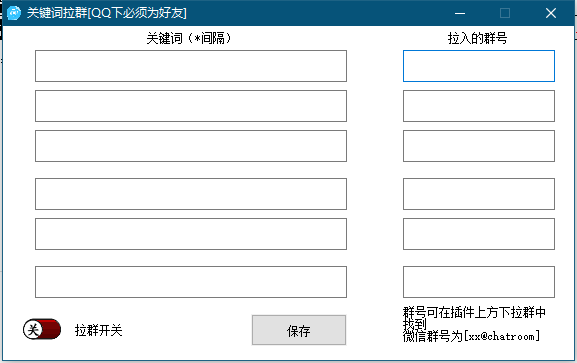 关键词拉群[QQ下必须为好友]
关键词（*间隔）
拉入的群号
关
拉群开关
保存
群号可在插件上方下拉群中
找到
微信群号为[xx@chatroom]